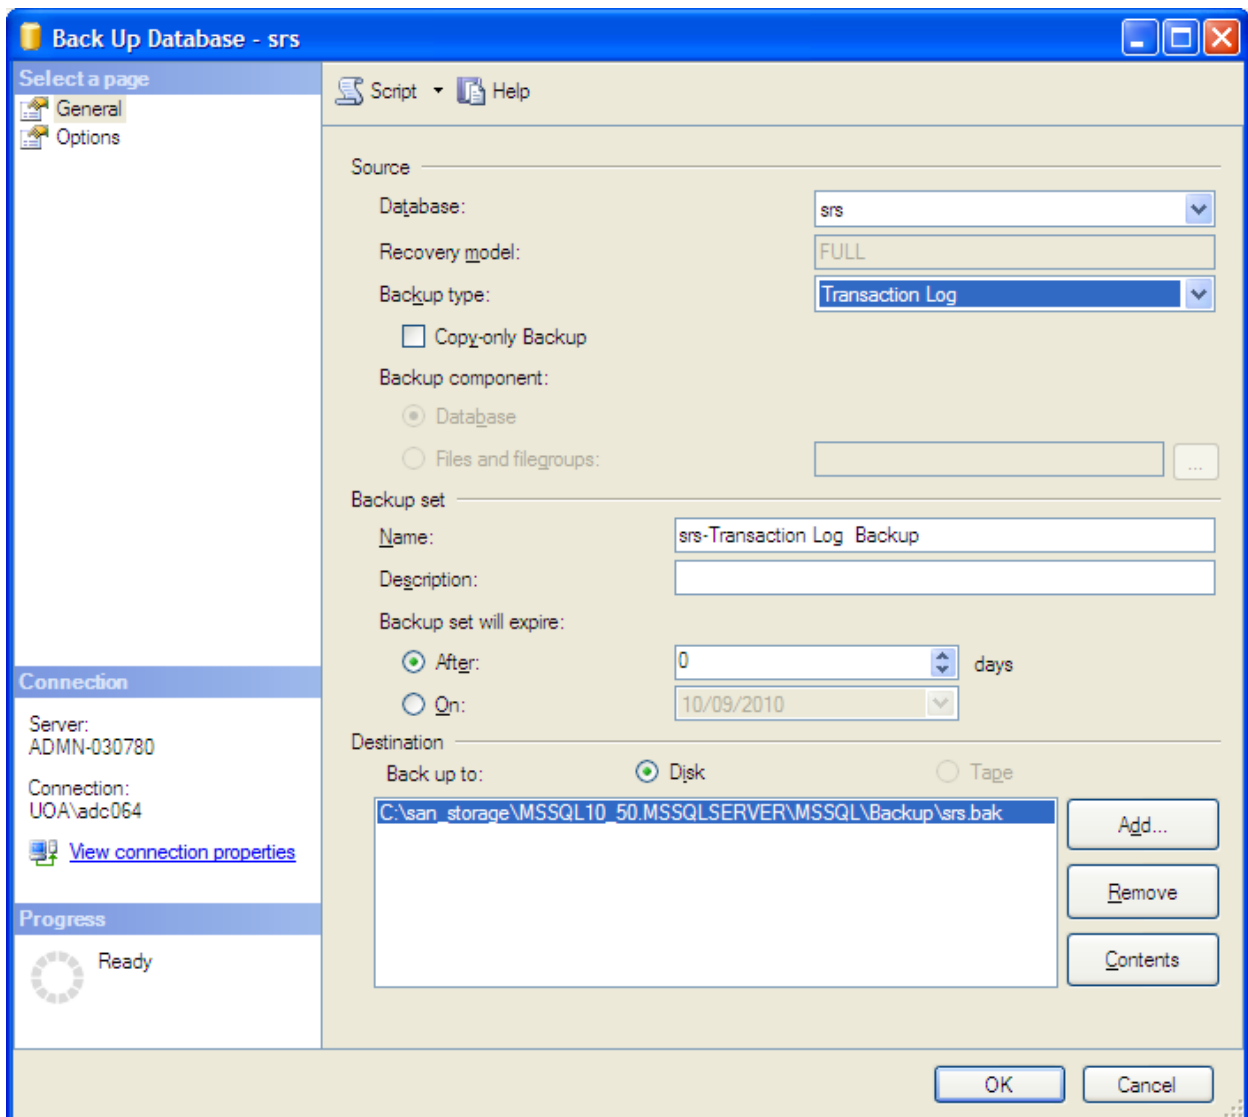 Back Up Database - srs
Select a page
General
Options
Script Help
Source
Database: srs
Recovery model: FULL
Backup type: Transaction Log
Copy-only Backup
Backup component:
Database
Files and filegroups: ...
Backup set
Name: srs-Transaction Log  Backup
Description:
Backup set will expire:
After: 0 days
On: 10/09/2010
Destination
Back up to: Disk Tape
C:\san_storage\MSSQL10_50.MSSQLSERVER\MSSQL\Backup\srs.bak
Add...
Remove
Contents
Connection
Server:
ADMN-030780
Connection:
UOA\adc064
View connection properties
Progress
Ready
OK Cancel